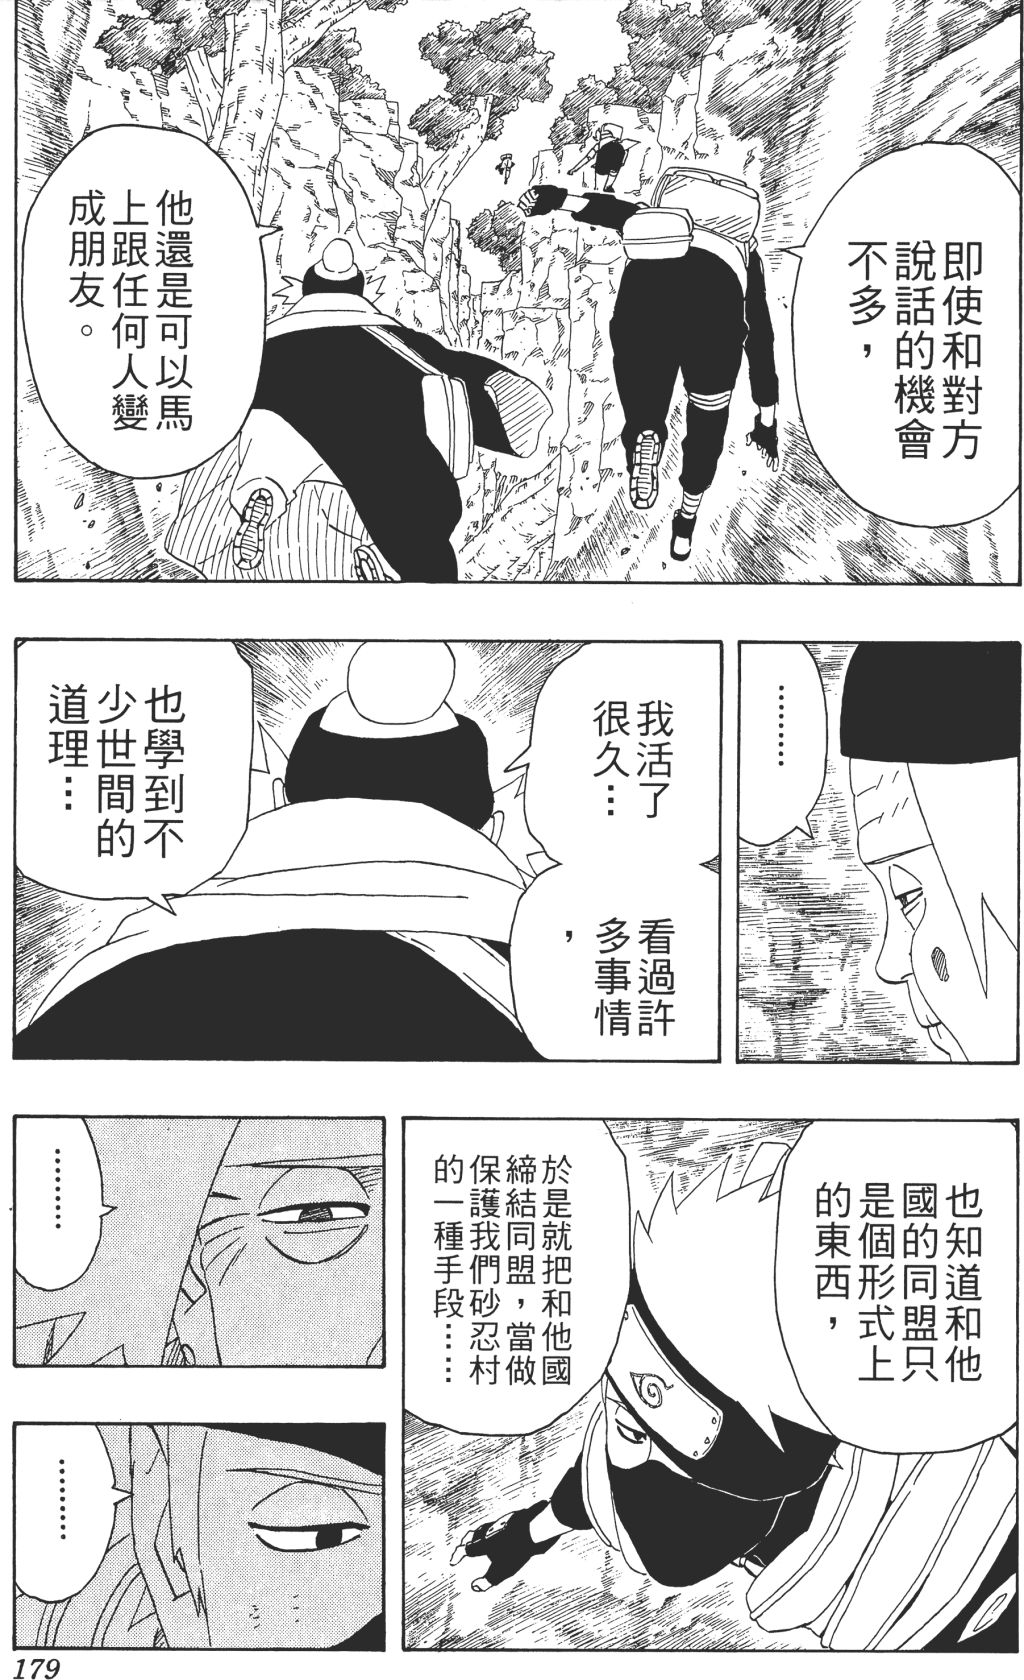 即使和對方
說話的機會
不多，
他還是可以馬
上跟任何人變
成朋友。
………
我活了
很久…
看過許
多事情
，
也學到不
少世間的
道理…
也知道和他
國的同盟只
是個形式上
的東西，
於是就把和他國
締結同盟，當做
保護我們砂忍村
的一種手段……
………
………
179